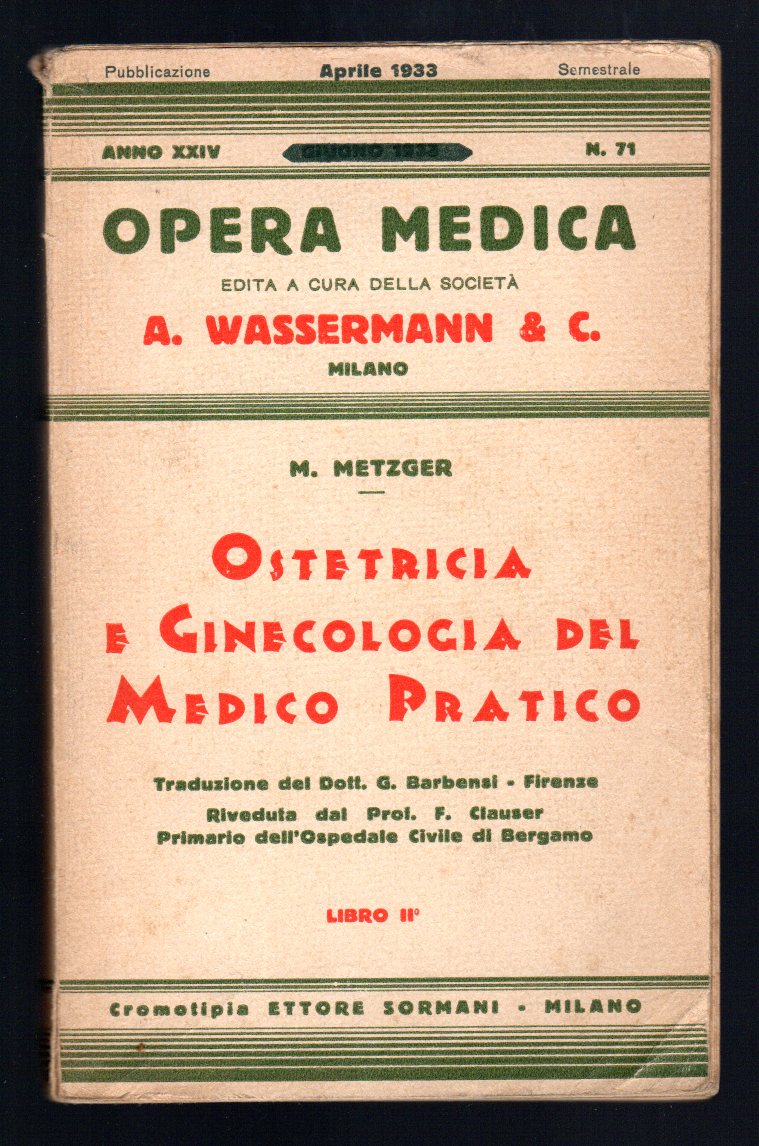 Pubblicazione Aprile 1933 Semestrale
ANNO XXIV GIUGNO 1933 N. 71
OPERA MEDICA
EDITA A CURA DELLA SOCIETÀ
A. WASSERMANN & C.
MILANO
M. METZGER
OSTETRICIA
E GINECOLOGIA DEL
MEDICO PRATICO
Traduzione del Dott. G. Barbensi - Firenze
Riveduta dal Prof. F. Clauser
Primario dell'Ospedale Civile di Bergamo
LIBRO II°
Cromotipia ETTORE SORMANI - MILANO